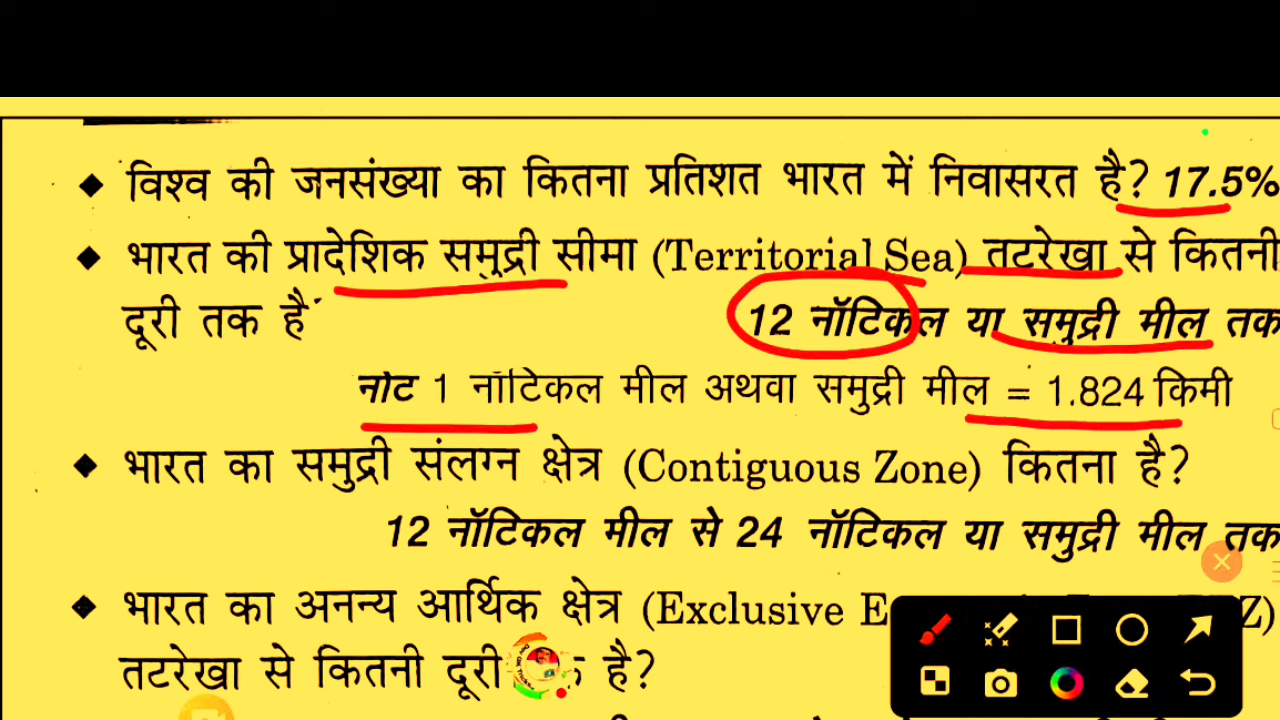 ◆ विश्व की जनसंख्या का कितना प्रतिशत भारत में निवासरत है? 17.5%
◆ भारत की प्रादेशिक समुद्री सीमा (Territorial Sea) तटरेखा से कितनी
दूरी तक है
12 नॉटिकल या समुद्री मील तक
नोट 1 नॉटिकल मील अथवा समुद्री मील = 1.824 किमी
◆ भारत का समुद्री संलग्न क्षेत्र (Contiguous Zone) कितना है?
12 नॉटिकल मील से 24 नॉटिकल या समुद्री मील तक
◆ भारत का अनन्य आर्थिक क्षेत्र (Exclusive
तटरेखा से कितनी दूरी है?